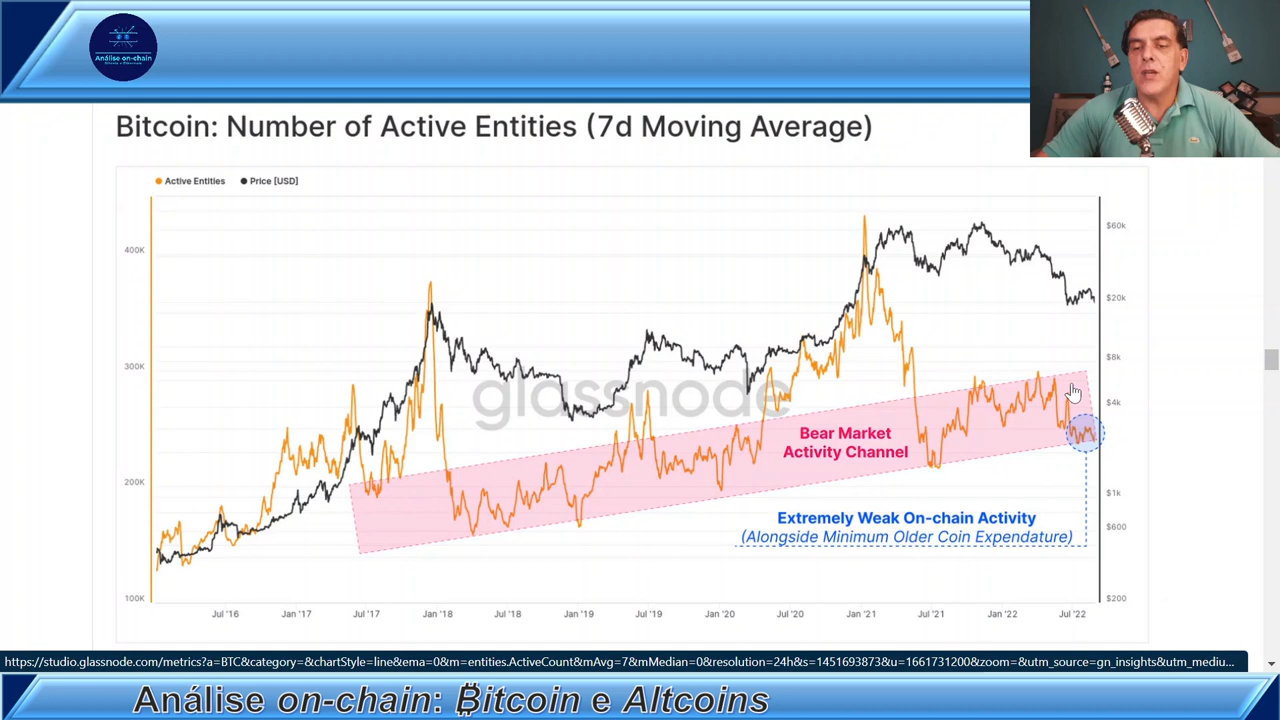 Análise on-chain
Bitcoin: Number of Active Entities (7d Moving Average)
Active Entities
Price [USD]
400K
300K
200K
100K
$60k
$20k
$8k
$4k
$1k
$600
$200
glassnode
Bear Market
Activity Channel
Extremely Weak On-chain Activity
(Alongside Minimum Older Coin Expenditure)
Jul '16
Jan '17
Jul '17
Jan '18
Jul '18
Jan '19
Jul '19
Jan '20
Jul '20
Jan '21
Jul '21
Jan '22
Jul '22
https://studio.glassnode.com/metrics?a=BTC&category=&chartStyle=line&ema=0&m=entities.ActiveCount&mAvg=7&mMedian=0&resolution=24h&s=1451693873&u=1661731200&zoom=&utm_source=gn_insights&utm_mediu...
Análise on-chain: ₿itcoin e Altcoins